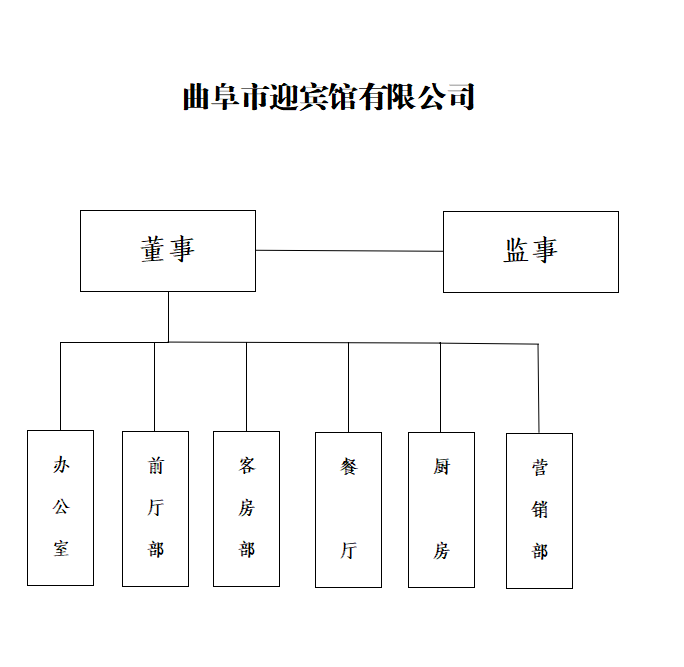 曲阜市迎宾馆有限公司
董事
监事
办公室
前厅部
客房部
餐厅
厨房
营销部